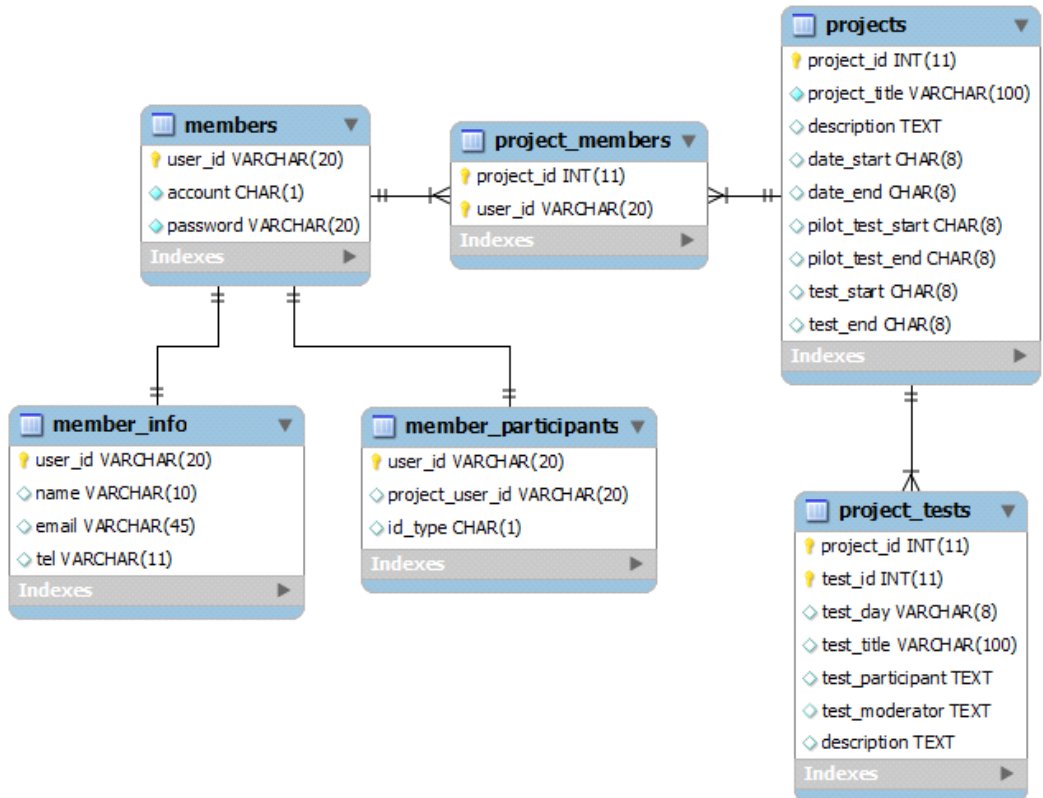 members
user_id VARCHAR(20)
account CHAR(1)
password VARCHAR(20)
Indexes
project_members
project_id INT(11)
user_id VARCHAR(20)
Indexes
projects
project_id INT(11)
project_title VARCHAR(100)
description TEXT
date_start CHAR(8)
date_end CHAR(8)
pilot_test_start CHAR(8)
pilot_test_end CHAR(8)
test_start CHAR(8)
test_end CHAR(8)
Indexes
member_info
user_id VARCHAR(20)
name VARCHAR(10)
email VARCHAR(45)
tel VARCHAR(11)
Indexes
member_participants
user_id VARCHAR(20)
project_user_id VARCHAR(20)
id_type CHAR(1)
Indexes
project_tests
project_id INT(11)
test_id INT(11)
test_day VARCHAR(8)
test_title VARCHAR(100)
test_participant TEXT
test_moderator TEXT
description TEXT
Indexes